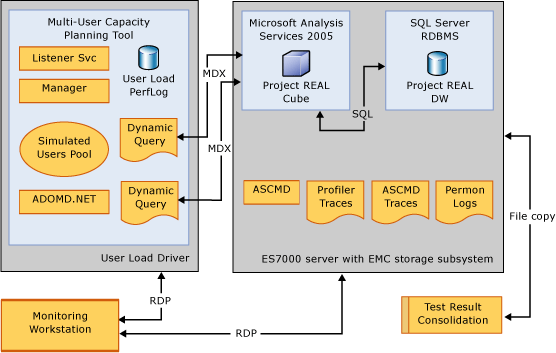 Multi-User Capacity
Planning Tool
Listener Svc
Manager
User Load
PerfLog
Simulated
Users Pool
Dynamic
Query
ADOMD.NET
Dynamic
Query
User Load Driver
MDX
MDX
Microsoft Analysis
Services 2005
Project REAL
Cube
SQL Server
RDBMS
Project REAL
DW
SQL
ASCMD
Profiler
Traces
ASCMD
Traces
Permon
Logs
ES7000 server with EMC storage subsystem
File copy
RDP
Monitoring
Workstation
RDP
Test Result
Consolidation